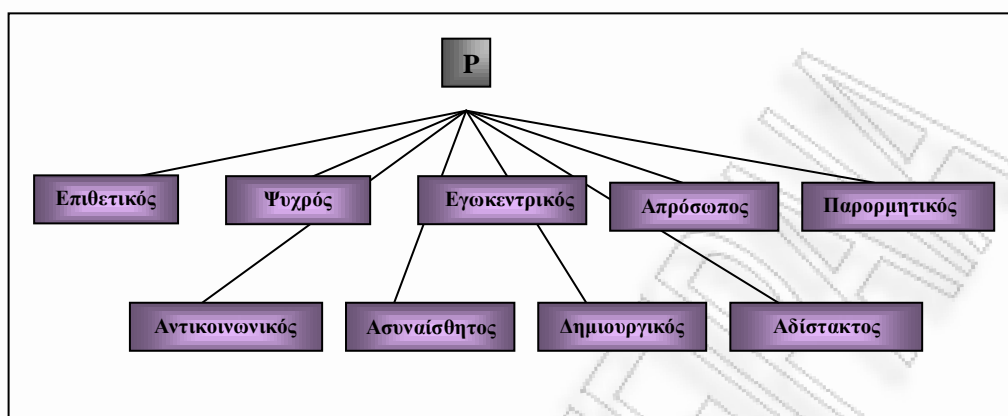 P
Επιθετικός Ψυχρός Εγωκεντρικός Απρόσωπος Παρορμητικός
Αντικοινωνικός Ασυναίσθητος Δημιουργικός Αδίστακτος